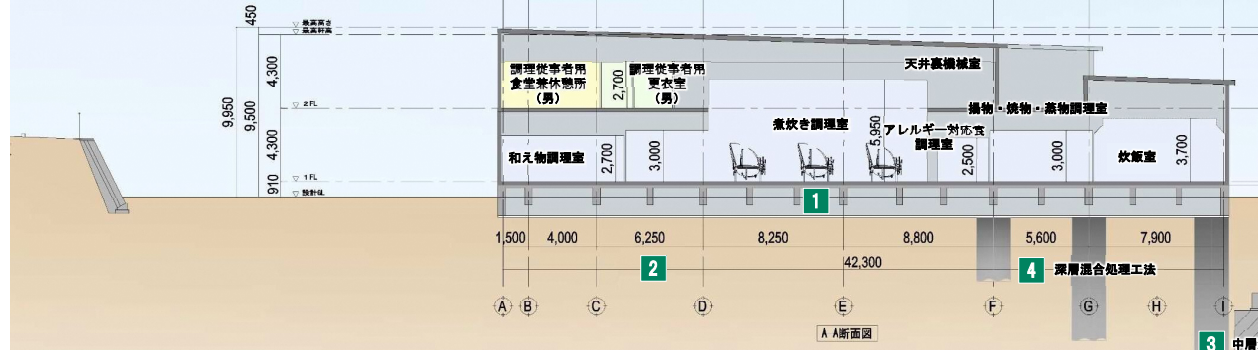 450
最高高さ
最高軒高
4,300
9,950
9,500
2FL
4,300
1FL
910
設計GL
調理従事者用
食堂兼休憩所
(男)
2,700
調理従事者用
更衣室
(男)
天井裏機械室
揚物・焼物・蒸物調理室
煮炊き調理室
5,950
アレルギー対応食
調理室
和え物調理室
2,700
3,000
2,500
3,000
炊飯室
3,700
1
1,500
4,000
6,250
8,250
8,800
5,600
7,900
2
42,300
4
深層混合処理工法
A
B
C
D
E
F
G
H
I
A A断面図
3
中層